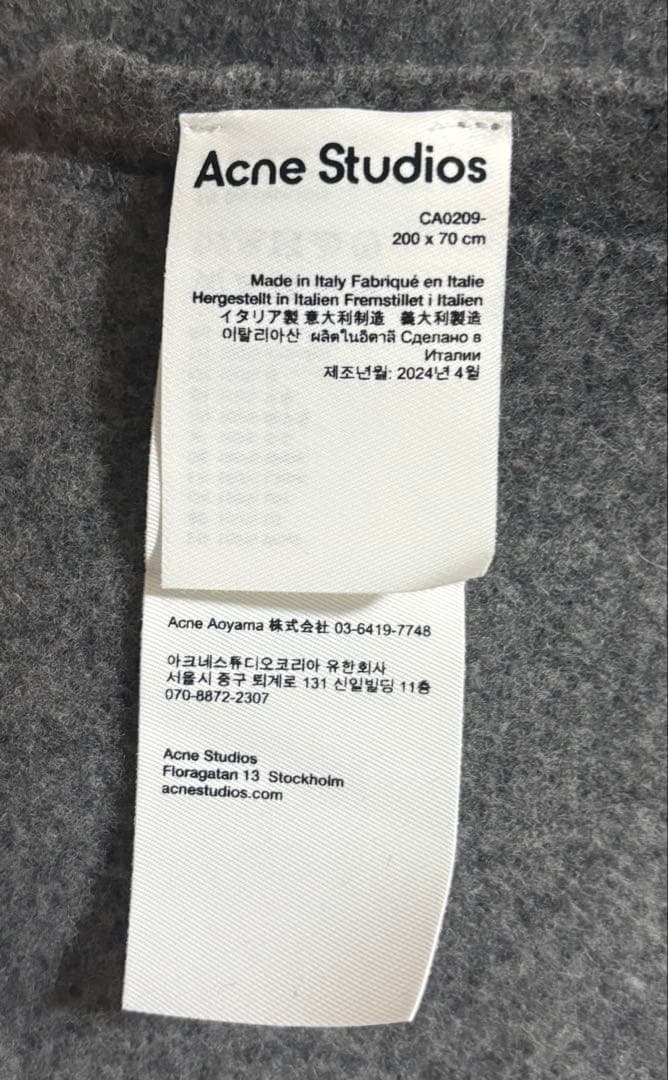 Acne Studios
CA0209-
200 x 70 cm
Made in Italy Fabriqué en Italie
Hergestellt in Italien Fremstillet i Italien
イタリア製 意大利制造 義大利製造
이탈리아산 ผลิตในอิตาลี Сделано в
Италии
제조년월: 2024년 4월
Acne Aoyama 株式会社 03-6419-7748
아크네스튜디오코리아 유한회사
서울시 중구 퇴계로 131 신일빌딩 11층
070-8872-2307
Acne Studios
Floragatan 13 Stockholm
acnestudios.com